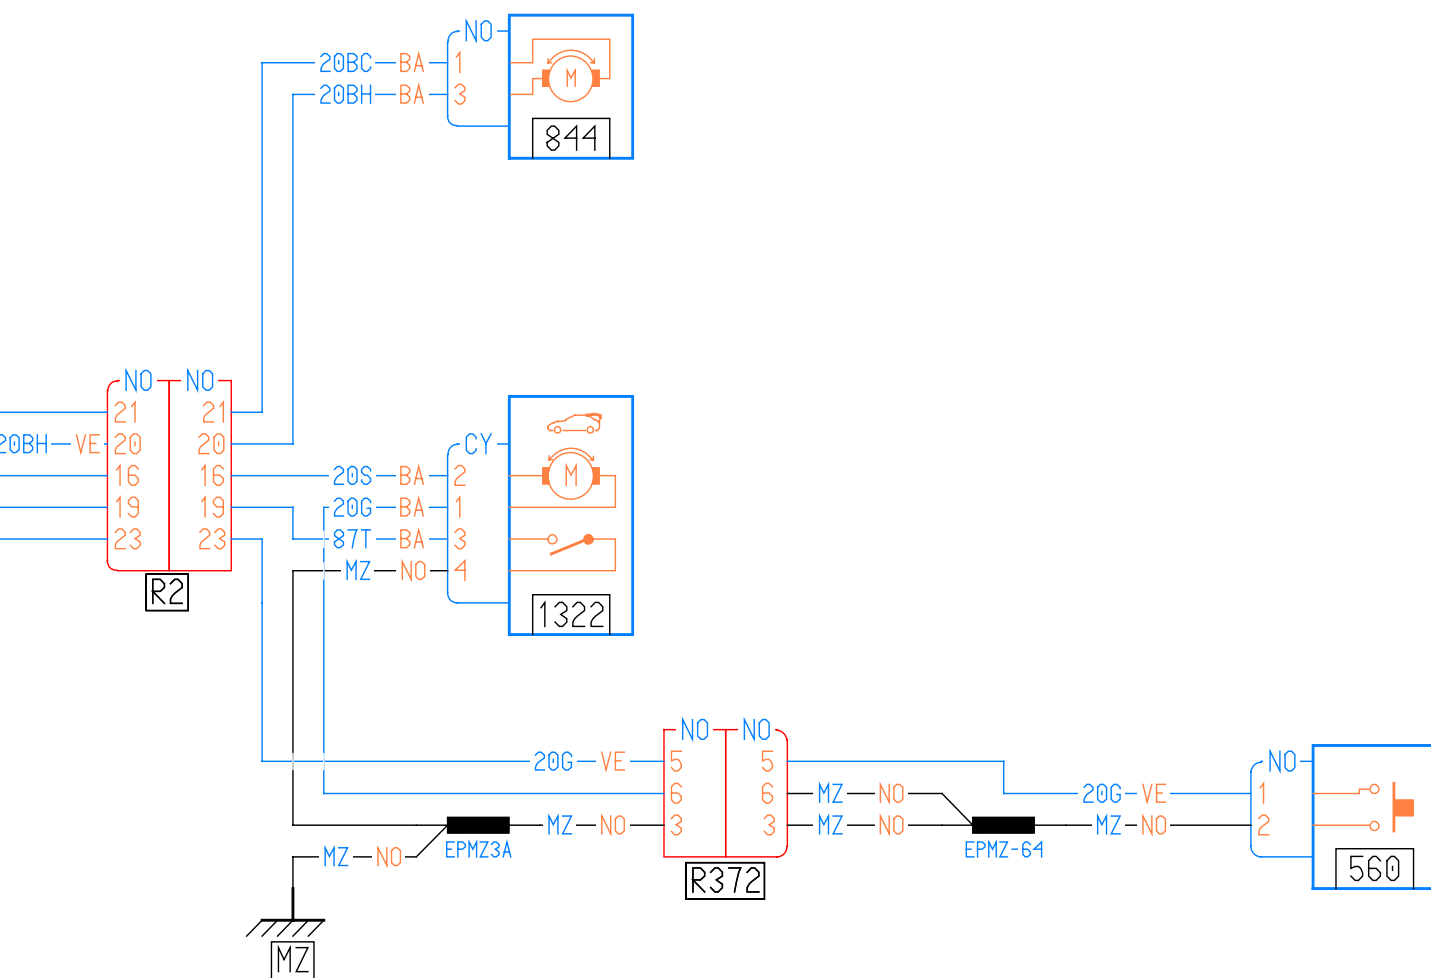 NO
20BC BA 1
M
20BH BA 3
844
NO NO
21 21
20BH VE 20 20
16 16
19 19
23 23
R2
CY
20S BA 2
M
20G BA 1
87T BA 3
MZ NO 4
1322
NO NO
20G VE 5 5
6 6 MZ NO
MZ NO 3 3 MZ NO
EPMZ3A
MZ NO
R372
MZ
EPMZ-64
NO
20G VE 1
MZ NO 2
560